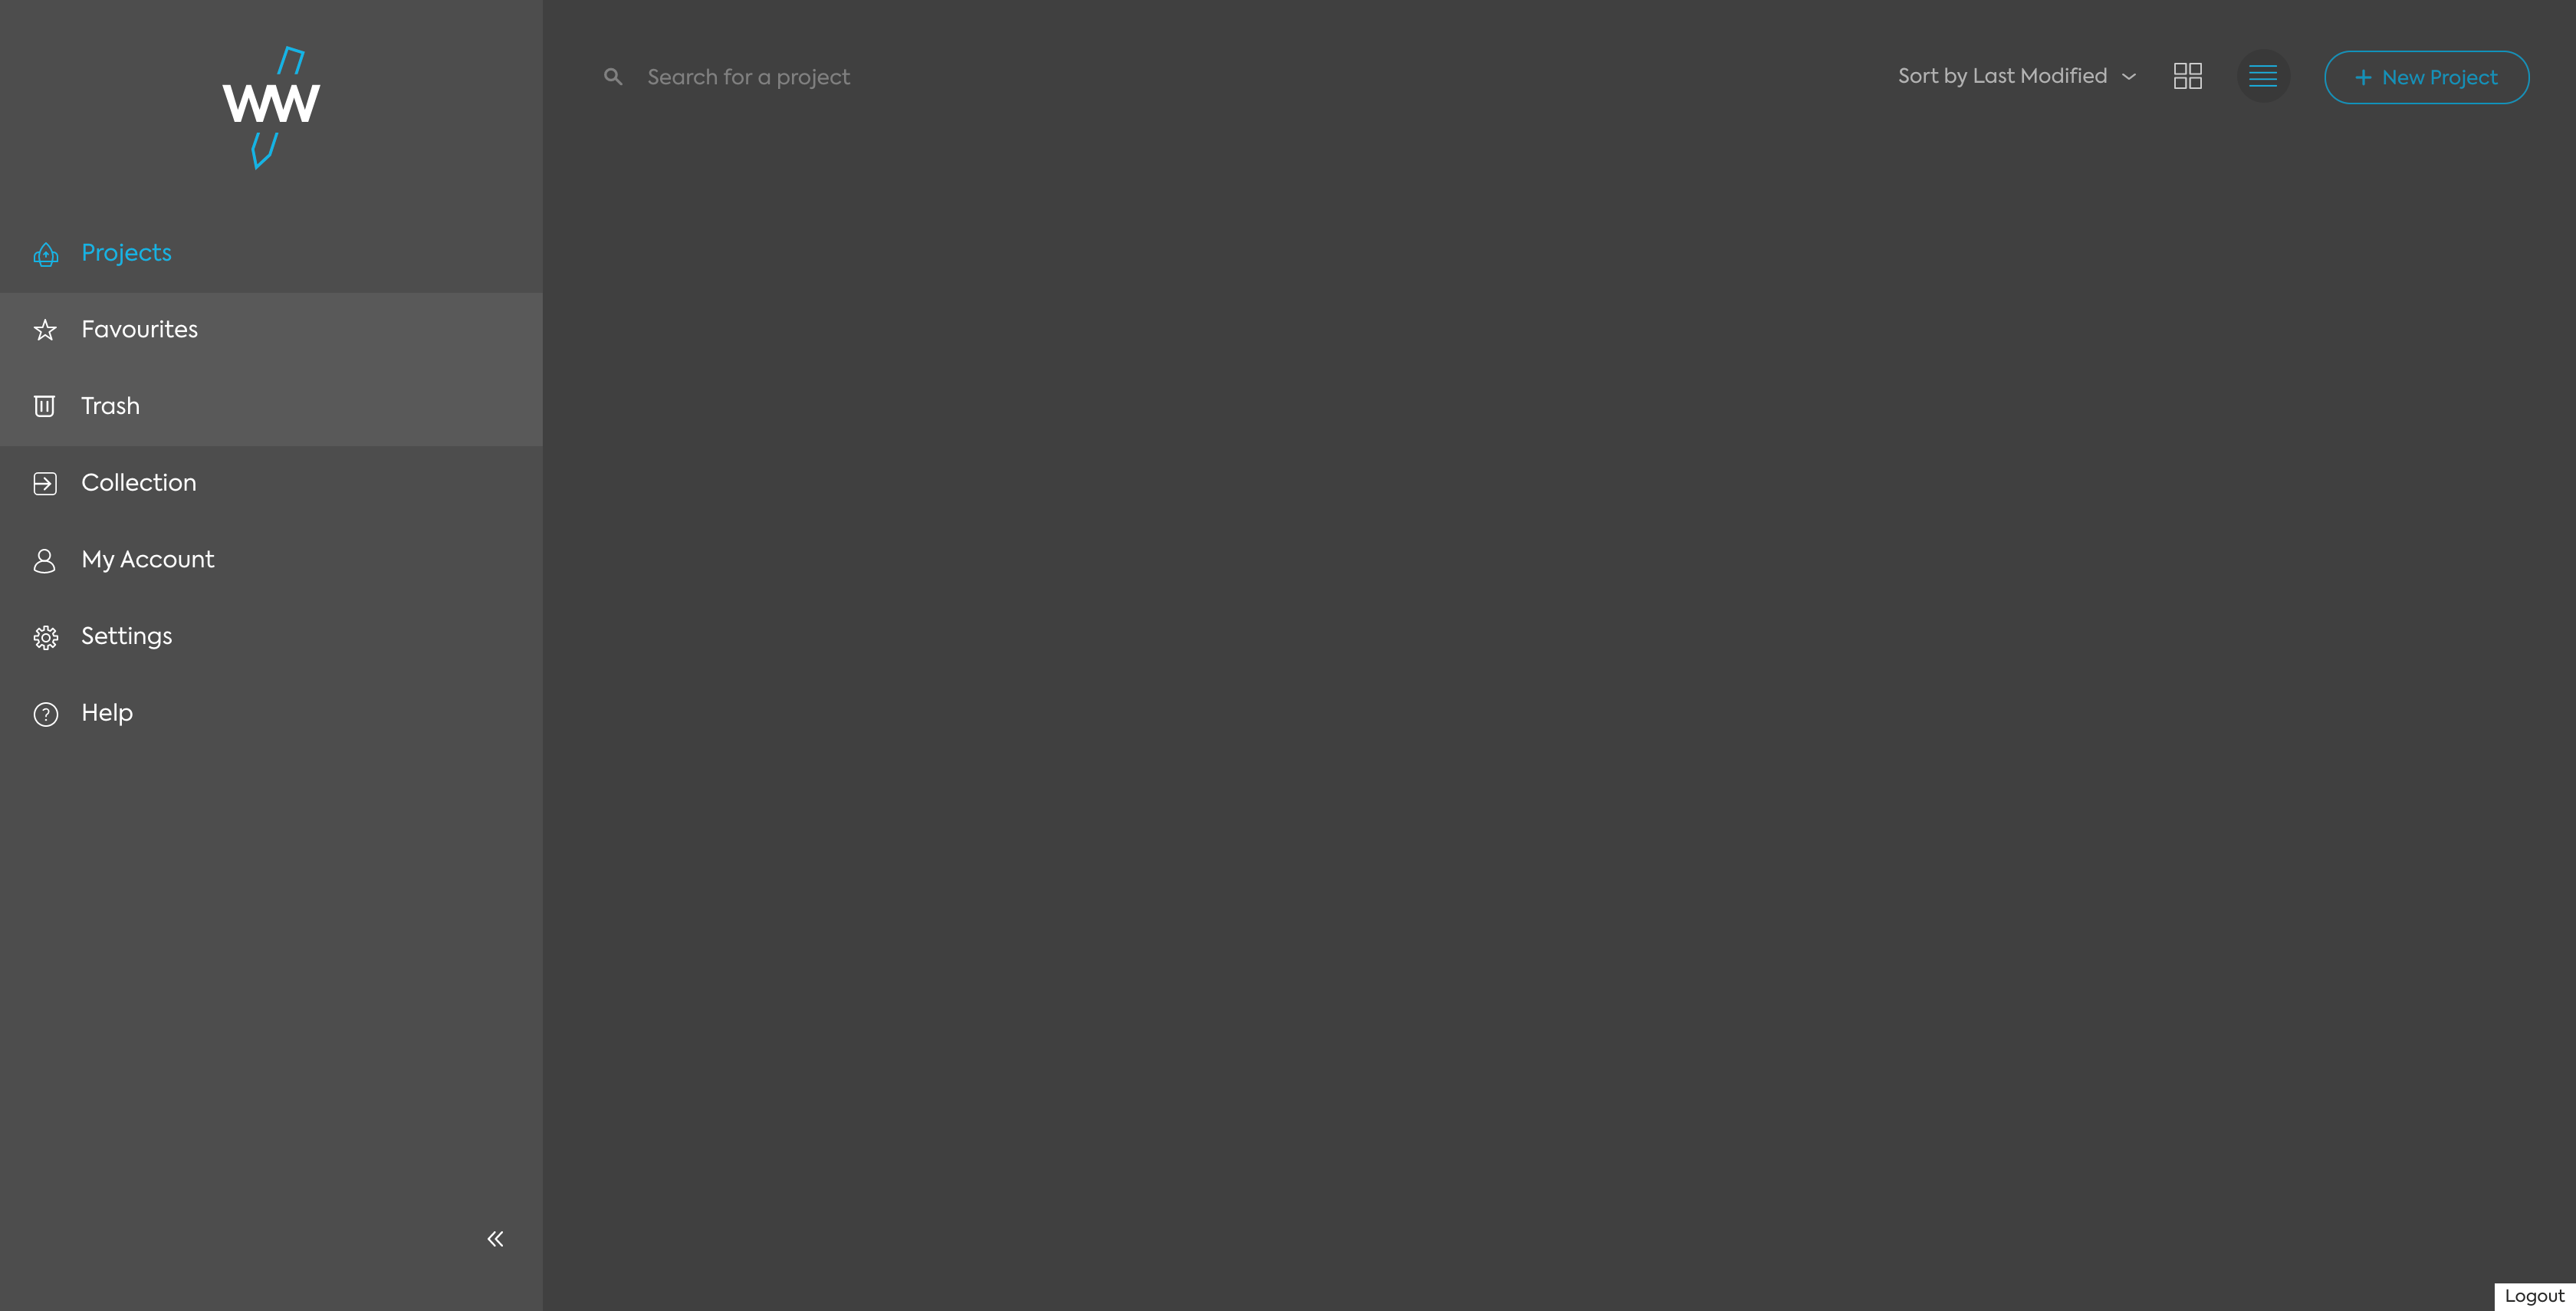 WW
Projects
Favourites
Trash
Collection
My Account
Settings
Help
Search for a project
Sort by Last Modified
+ New Project
Logout